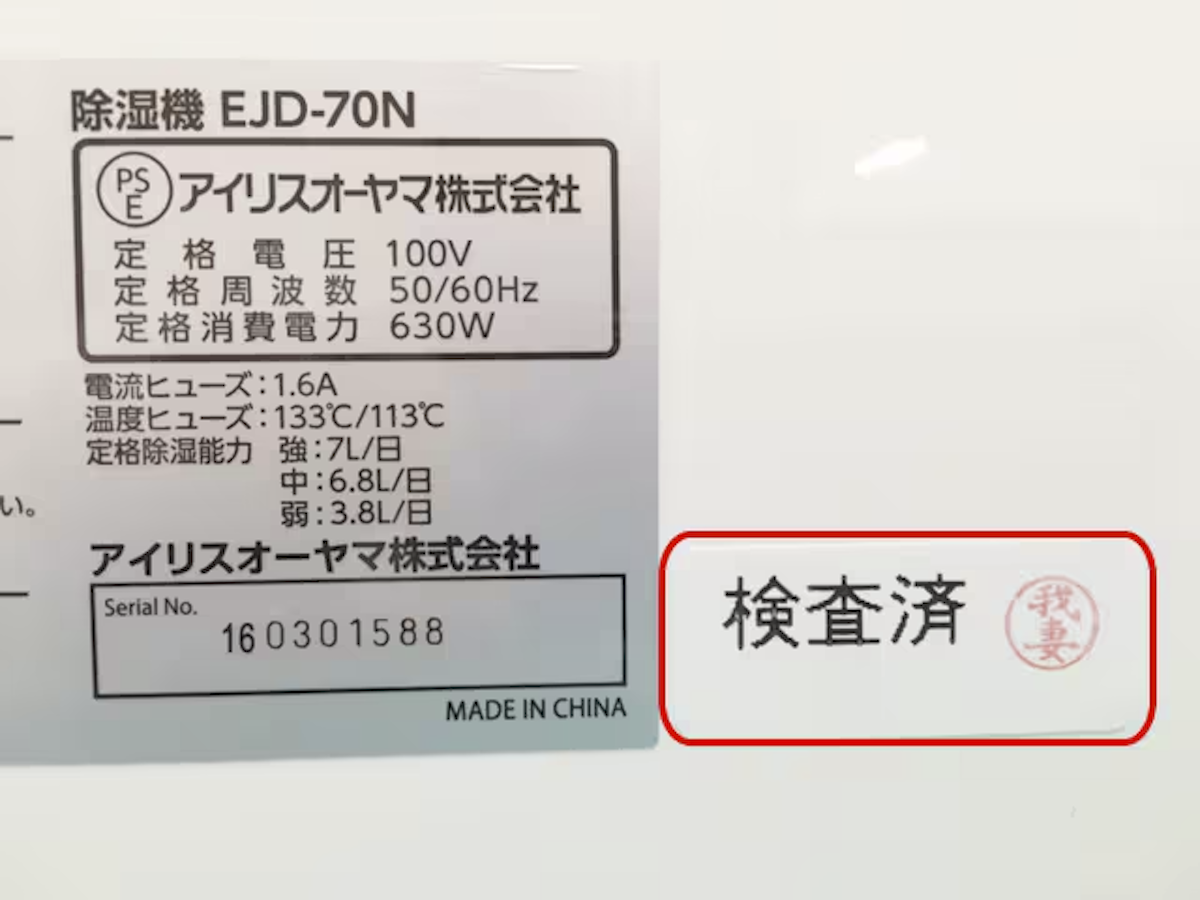 除湿機 EJD-70N
PSE アイリスオーヤマ株式会社
定格電圧 100V
定格周波数 50/60Hz
定格消費電力 630W
電流ヒューズ:1.6A
温度ヒューズ:133℃/113℃
定格除湿能力 強:7L/日
中:6.8L/日
弱:3.8L/日
い。
アイリスオーヤマ株式会社
Serial No.
160301588
MADE IN CHINA
検査済 我妻